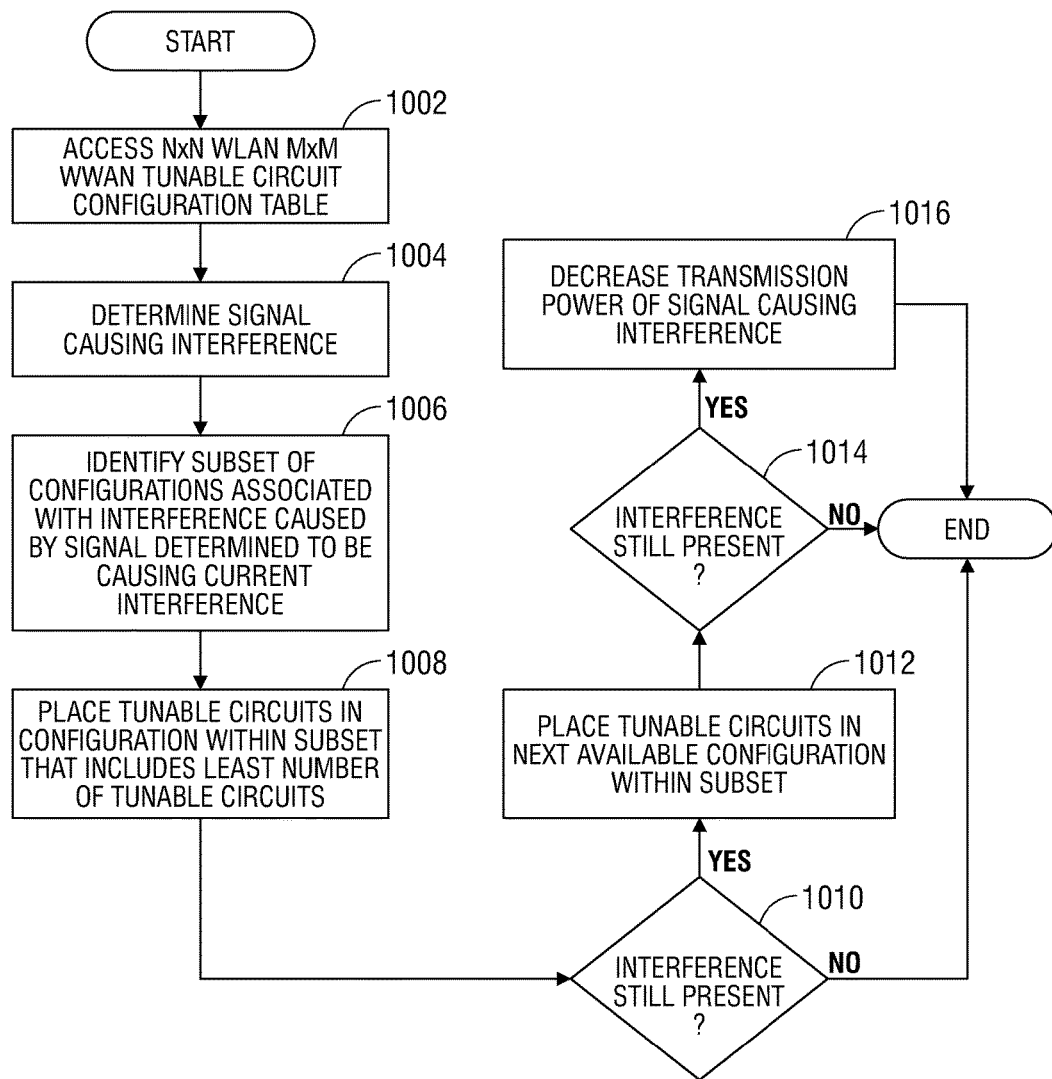 START
1002
ACCESS NxN WLAN MxM
WWAN TUNABLE CIRCUIT
CONFIGURATION TABLE
1004
DETERMINE SIGNAL
CAUSING INTERFERENCE
1006
IDENTIFY SUBSET OF
CONFIGURATIONS ASSOCIATED
WITH INTERFERENCE CAUSED
BY SIGNAL DETERMINED TO BE
CAUSING CURRENT
INTERFERENCE
1008
PLACE TUNABLE CIRCUITS IN
CONFIGURATION WITHIN SUBSET
THAT INCLUDES LEAST NUMBER
OF TUNABLE CIRCUITS
1010
INTERFERENCE
STILL PRESENT
?
NO
YES
1012
PLACE TUNABLE CIRCUITS IN
NEXT AVAILABLE CONFIGURATION
WITHIN SUBSET
1014
INTERFERENCE
STILL PRESENT
?
NO
YES
1016
DECREASE TRANSMISSION
POWER OF SIGNAL CAUSING
INTERFERENCE
END